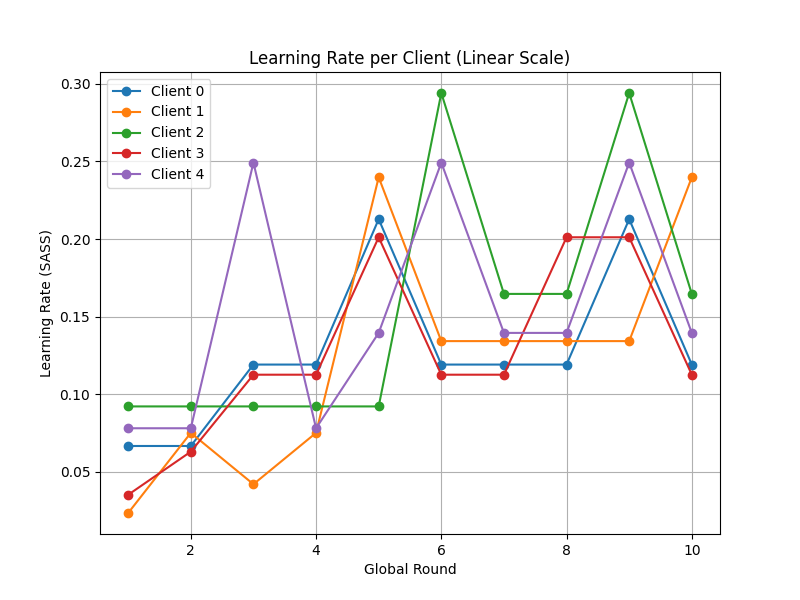 Learning Rate per Client (Linear Scale)
0.30
0.25
0.20
0.15
0.10
0.05
Learning Rate (SASS)
Client 0
Client 1
Client 2
Client 3
Client 4
2 4 6 8 10
Global Round